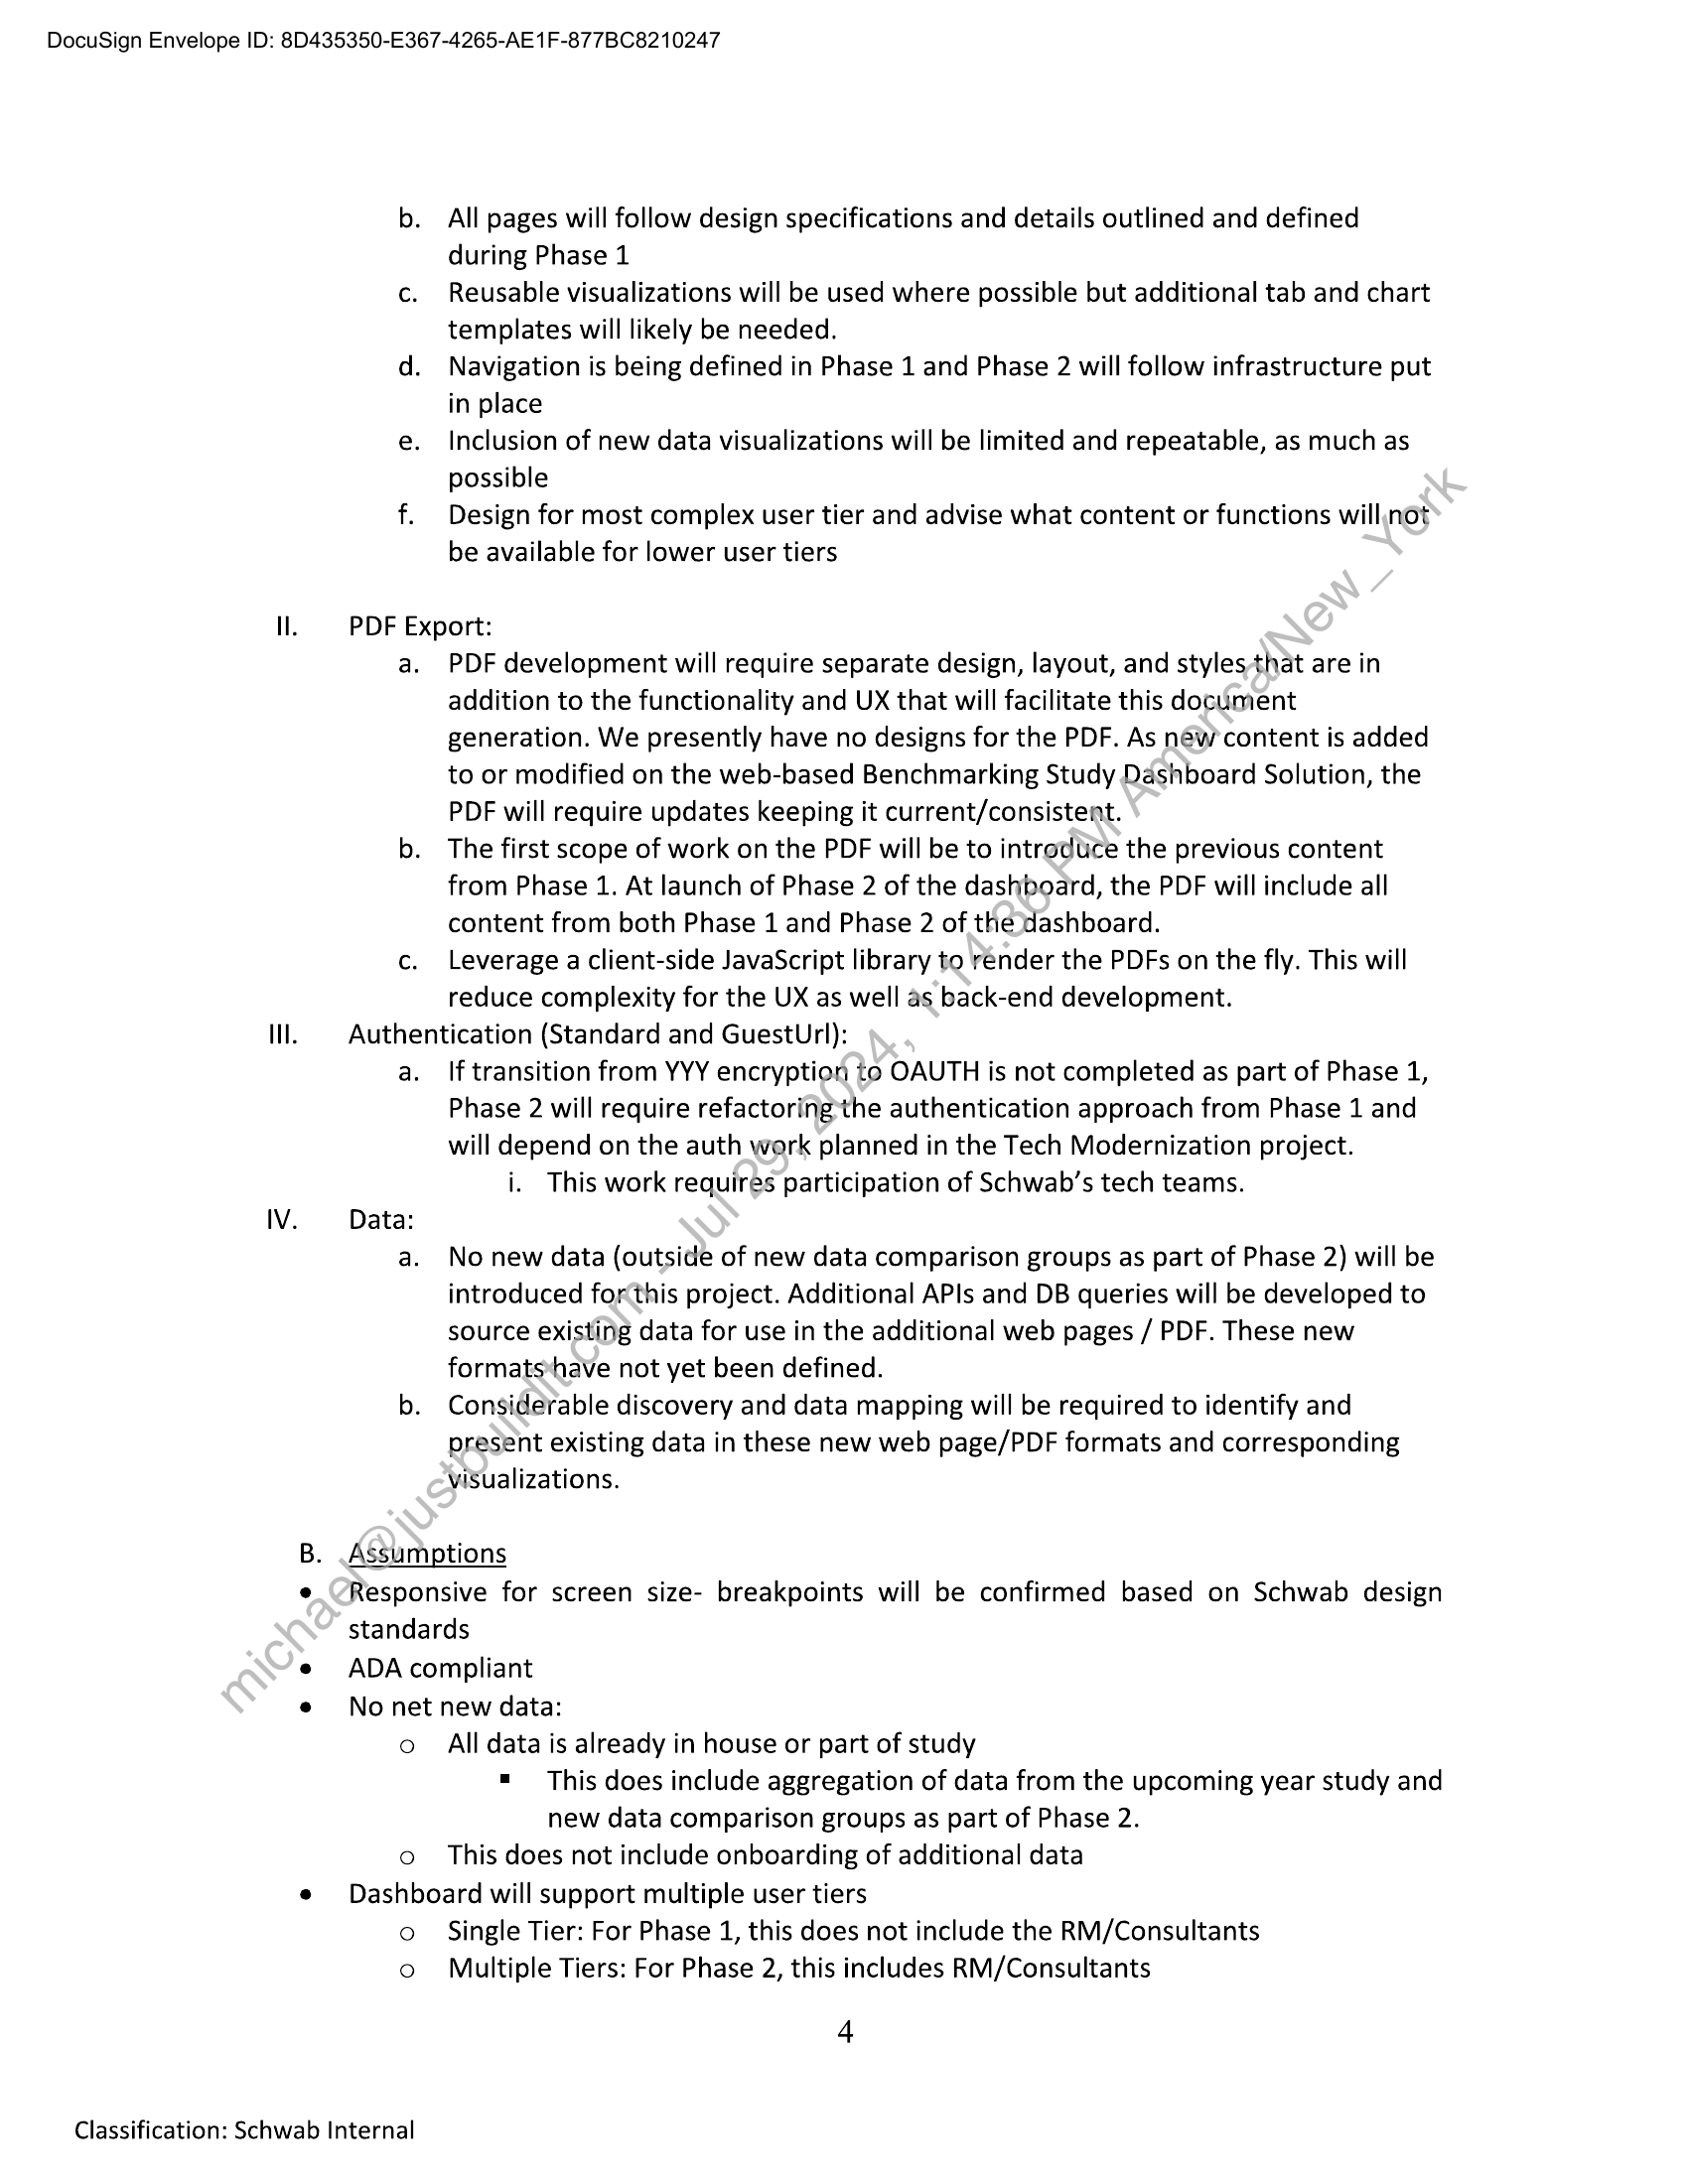 DocuSign Envelope ID: 8D435350-E367-4265-AE1F-877BC8210247
b. All pages will follow design specifications and details outlined and defined
during Phase 1
c. Reusable visualizations will be used where possible but additional tab and chart
templates will likely be needed.
d. Navigation is being defined in Phase 1 and Phase 2 will follow infrastructure put
in place
e. Inclusion of new data visualizations will be limited and repeatable, as much as
possible
f. Design for most complex user tier and advise what content or functions will not
be available for lower user tiers
II. PDF Export:
a. PDF development will require separate design, layout, and styles that are in
addition to the functionality and UX that will facilitate this document
generation. We presently have no designs for the PDF. As new content is added
to or modified on the web-based Benchmarking Study Dashboard Solution, the
PDF will require updates keeping it current/consistent.
b. The first scope of work on the PDF will be to introduce the previous content
from Phase 1. At launch of Phase 2 of the dashboard, the PDF will include all
content from both Phase 1 and Phase 2 of the dashboard.
c. Leverage a client-side JavaScript library to render the PDFs on the fly. This will
reduce complexity for the UX as well as back-end development.
III. Authentication (Standard and GuestUrl):
a. If transition from YYY encryption to OAUTH is not completed as part of Phase 1,
Phase 2 will require refactoring the authentication approach from Phase 1 and
will depend on the auth work planned in the Tech Modernization project.
i. This work requires participation of Schwab’s tech teams.
IV. Data:
a. No new data (outside of new data comparison groups as part of Phase 2) will be
introduced for this project. Additional APIs and DB queries will be developed to
source existing data for use in the additional web pages / PDF. These new
formats have not yet been defined.
b. Considerable discovery and data mapping will be required to identify and
present existing data in these new web page/PDF formats and corresponding
visualizations.
B. Assumptions
• Responsive for screen size- breakpoints will be confirmed based on Schwab design
standards
• ADA compliant
• No net new data:
o All data is already in house or part of study
▪ This does include aggregation of data from the upcoming year study and
new data comparison groups as part of Phase 2.
o This does not include onboarding of additional data
• Dashboard will support multiple user tiers
o Single Tier: For Phase 1, this does not include the RM/Consultants
o Multiple Tiers: For Phase 2, this includes RM/Consultants
4
Classification: Schwab Internal
michael@justbuildit.com - Jul 29, 2024, 1:14:36 PM America/New_York